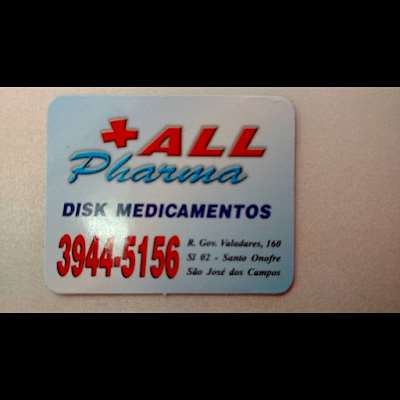 ALL
Pharma
DISK MEDICAMENTOS
3944-5156
R. Gov. Valadares, 160
Sl 02 - Santo Onofre
São José dos Campos